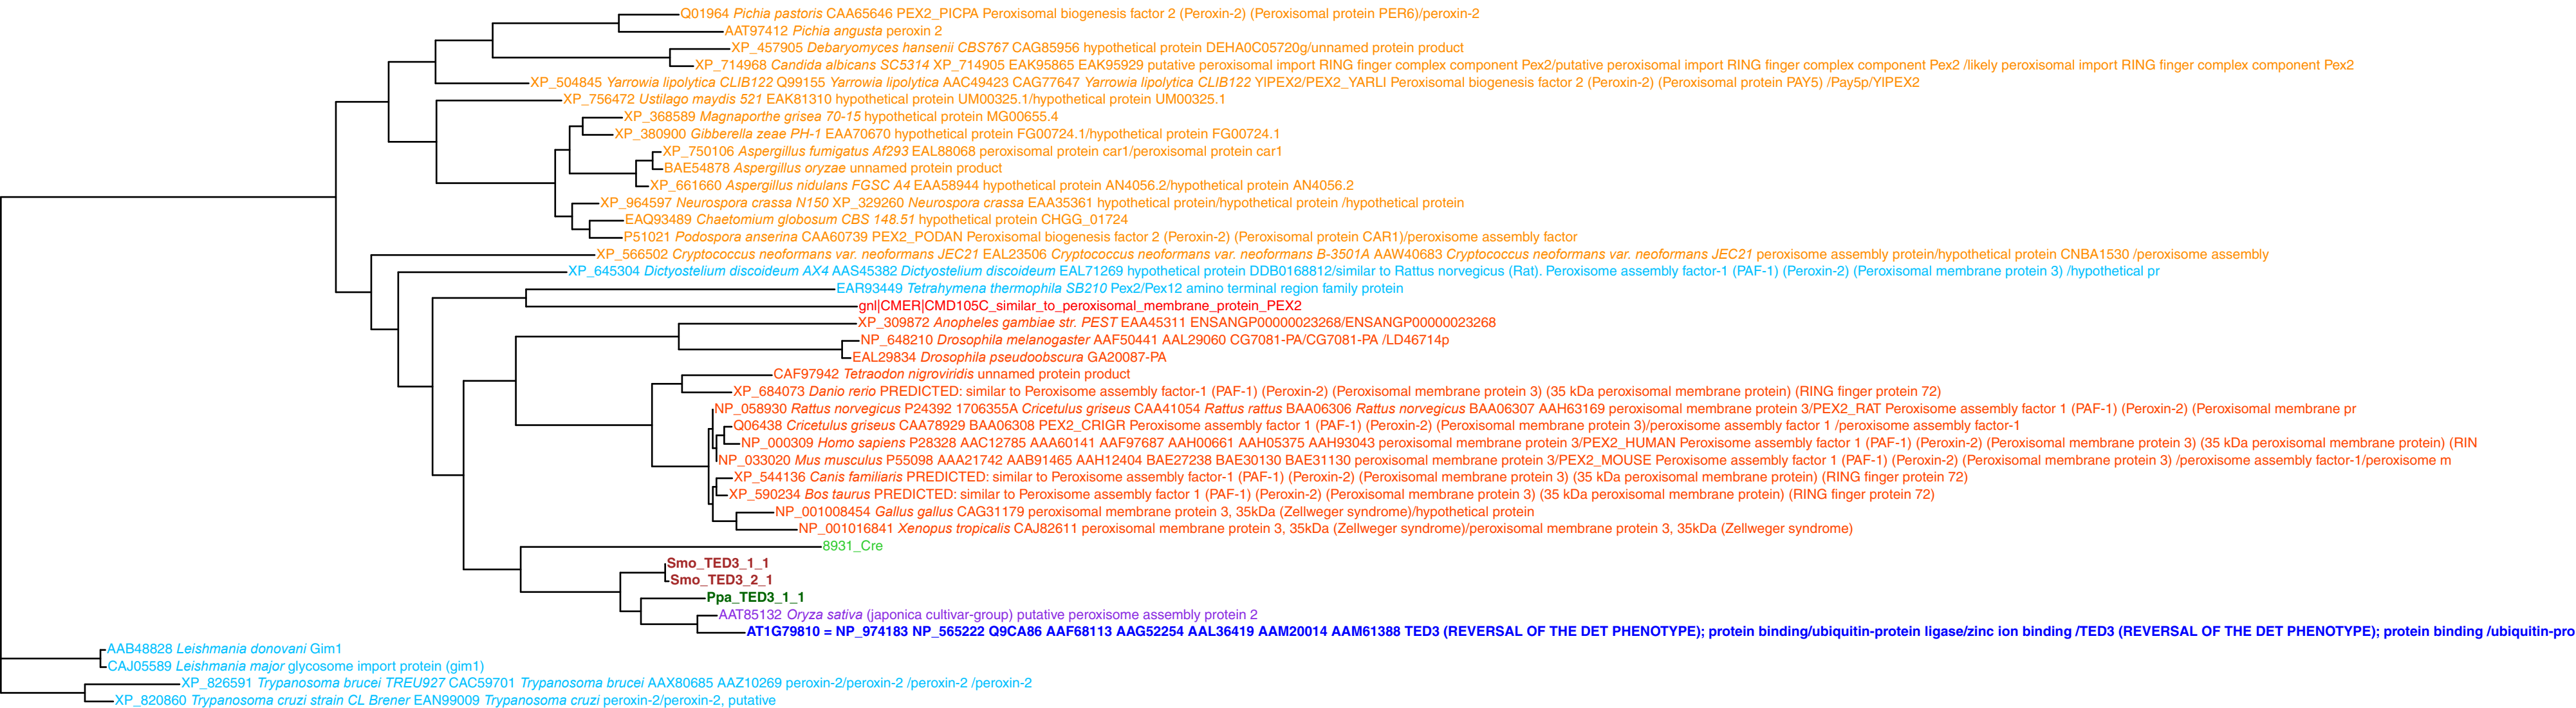 Q01964 Pichia pastoris CAA65646 PEX2_PICPA Peroxisomal biogenesis factor 2 (Peroxin-2) (Peroxisomal protein PER6)/peroxin-2
AAT97412 Pichia angusta peroxin 2
XP_457905 Debaryomyces hansenii CBS767 CAG85956 hypothetical protein DEHA0C05720g/unnamed protein product
XP_714968 Candida albicans SC5314 XP_714905 EAK95865 EAK95929 putative peroxisomal import RING finger complex component Pex2/putative peroxisomal import RING finger complex component Pex2 /likely peroxisomal import RING finger complex component Pex2
XP_504845 Yarrowia lipolytica CLIB122 Q99155 Yarrowia lipolytica AAC49423 CAG77647 Yarrowia lipolytica CLIB122 YlPEX2/PEX2_YARLI Peroxisomal biogenesis factor 2 (Peroxin-2) (Peroxisomal protein PAY5) /Pay5p/YlPEX2
XP_756472 Ustilago maydis 521 EAK81310 hypothetical protein UM00325.1/hypothetical protein UM00325.1
XP_368589 Magnaporthe grisea 70-15 hypothetical protein MG00655.4
XP_380900 Gibberella zeae PH-1 EAA70670 hypothetical protein FG00724.1/hypothetical protein FG00724.1
XP_750106 Aspergillus fumigatus Af293 EAL88068 peroxisomal protein car1/peroxisomal protein car1
BAE54878 Aspergillus oryzae unnamed protein product
XP_661660 Aspergillus nidulans FGSC A4 EAA58944 hypothetical protein AN4056.2/hypothetical protein AN4056.2
XP_964597 Neurospora crassa N150 XP_329260 Neurospora crassa EAA35361 hypothetical protein/hypothetical protein /hypothetical protein
EAQ93489 Chaetomium globosum CBS 148.51 hypothetical protein CHGG_01724
P51021 Podospora anserina CAA60739 PEX2_PODAN Peroxisomal biogenesis factor 2 (Peroxin-2) (Peroxisomal protein CAR1)/peroxisome assembly factor
XP_566502 Cryptococcus neoformans var. neoformans JEC21 EAL23506 Cryptococcus neoformans var. neoformans B-3501A AAW40683 Cryptococcus neoformans var. neoformans JEC21 peroxisome assembly protein/hypothetical protein CNBA1530 /peroxisome assembly
XP_645304 Dictyostelium discoideum AX4 AAS45382 Dictyostelium discoideum EAL71269 hypothetical protein DDB0168812/similar to Rattus norvegicus (Rat). Peroxisome assembly factor-1 (PAF-1) (Peroxin-2) (Peroxisomal membrane protein 3) /hypothetical pr
EAR93449 Tetrahymena thermophila SB210 Pex2/Pex12 amino terminal region family protein
gnl|CMER|CMD105C_similar_to_peroxisomal_membrane_protein_PEX2
XP_309872 Anopheles gambiae str. PEST EAA45311 ENSANGP00000023268/ENSANGP00000023268
NP_648210 Drosophila melanogaster AAF50441 AAL29060 CG7081-PA/CG7081-PA /LD46714p
EAL29834 Drosophila pseudoobscura GA20087-PA
CAF97942 Tetraodon nigroviridis unnamed protein product
XP_684073 Danio rerio PREDICTED: similar to Peroxisome assembly factor-1 (PAF-1) (Peroxin-2) (Peroxisomal membrane protein 3) (35 kDa peroxisomal membrane protein) (RING finger protein 72)
NP_058930 Rattus norvegicus P24392 1706355A Cricetulus griseus CAA41054 Rattus rattus BAA06306 Rattus norvegicus BAA06307 AAH63169 peroxisomal membrane protein 3/PEX2_RAT Peroxisome assembly factor 1 (PAF-1) (Peroxin-2) (Peroxisomal membrane pr
Q06438 Cricetulus griseus CAA78929 BAA06308 PEX2_CRIGR Peroxisome assembly factor 1 (PAF-1) (Peroxin-2) (Peroxisomal membrane protein 3)/peroxisome assembly factor 1 /peroxisome assembly factor-1
NP_000309 Homo sapiens P28328 AAC12785 AAA60141 AAF97687 AAH00661 AAH05375 AAH93043 peroxisomal membrane protein 3/PEX2_HUMAN Peroxisome assembly factor 1 (PAF-1) (Peroxin-2) (Peroxisomal membrane protein 3) (35 kDa peroxisomal membrane protein) (RIN
NP_033020 Mus musculus P55098 AAA21742 AAB91465 AAH12404 BAE27238 BAE30130 BAE31130 peroxisomal membrane protein 3/PEX2_MOUSE Peroxisome assembly factor 1 (PAF-1) (Peroxin-2) (Peroxisomal membrane protein 3) /peroxisome assembly factor-1/peroxisome m
XP_544136 Canis familiaris PREDICTED: similar to Peroxisome assembly factor-1 (PAF-1) (Peroxin-2) (Peroxisomal membrane protein 3) (35 kDa peroxisomal membrane protein) (RING finger protein 72)
XP_590234 Bos taurus PREDICTED: similar to Peroxisome assembly factor 1 (PAF-1) (Peroxin-2) (Peroxisomal membrane protein 3) (35 kDa peroxisomal membrane protein) (RING finger protein 72)
NP_001008454 Gallus gallus CAG31179 peroxisomal membrane protein 3, 35kDa (Zellweger syndrome)/hypothetical protein
NP_001016841 Xenopus tropicalis CAJ82611 peroxisomal membrane protein 3, 35kDa (Zellweger syndrome)/peroxisomal membrane protein 3, 35kDa (Zellweger syndrome)
8931_Cre
Smo_TED3_1_1
Smo_TED3_2_1
Ppa_TED3_1_1
AAT85132 Oryza sativa (japonica cultivar-group) putative peroxisome assembly protein 2
AT1G79810 = NP_974183 NP_565222 Q9CA86 AAF68113 AAG52254 AAL36419 AAM20014 AAM61388 TED3 (REVERSAL OF THE DET PHENOTYPE); protein binding/ubiquitin-protein ligase/zinc ion binding /TED3 (REVERSAL OF THE DET PHENOTYPE); protein binding /ubiquitin-pro
AAB48828 Leishmania donovani Gim1
CAJ05589 Leishmania major glycosome import protein (gim1)
XP_826591 Trypanosoma brucei TREU927 CAC59701 Trypanosoma brucei AAX80685 AAZ10269 peroxin-2/peroxin-2 /peroxin-2 /peroxin-2
XP_820860 Trypanosoma cruzi strain CL Brener EAN99009 Trypanosoma cruzi peroxin-2/peroxin-2, putative